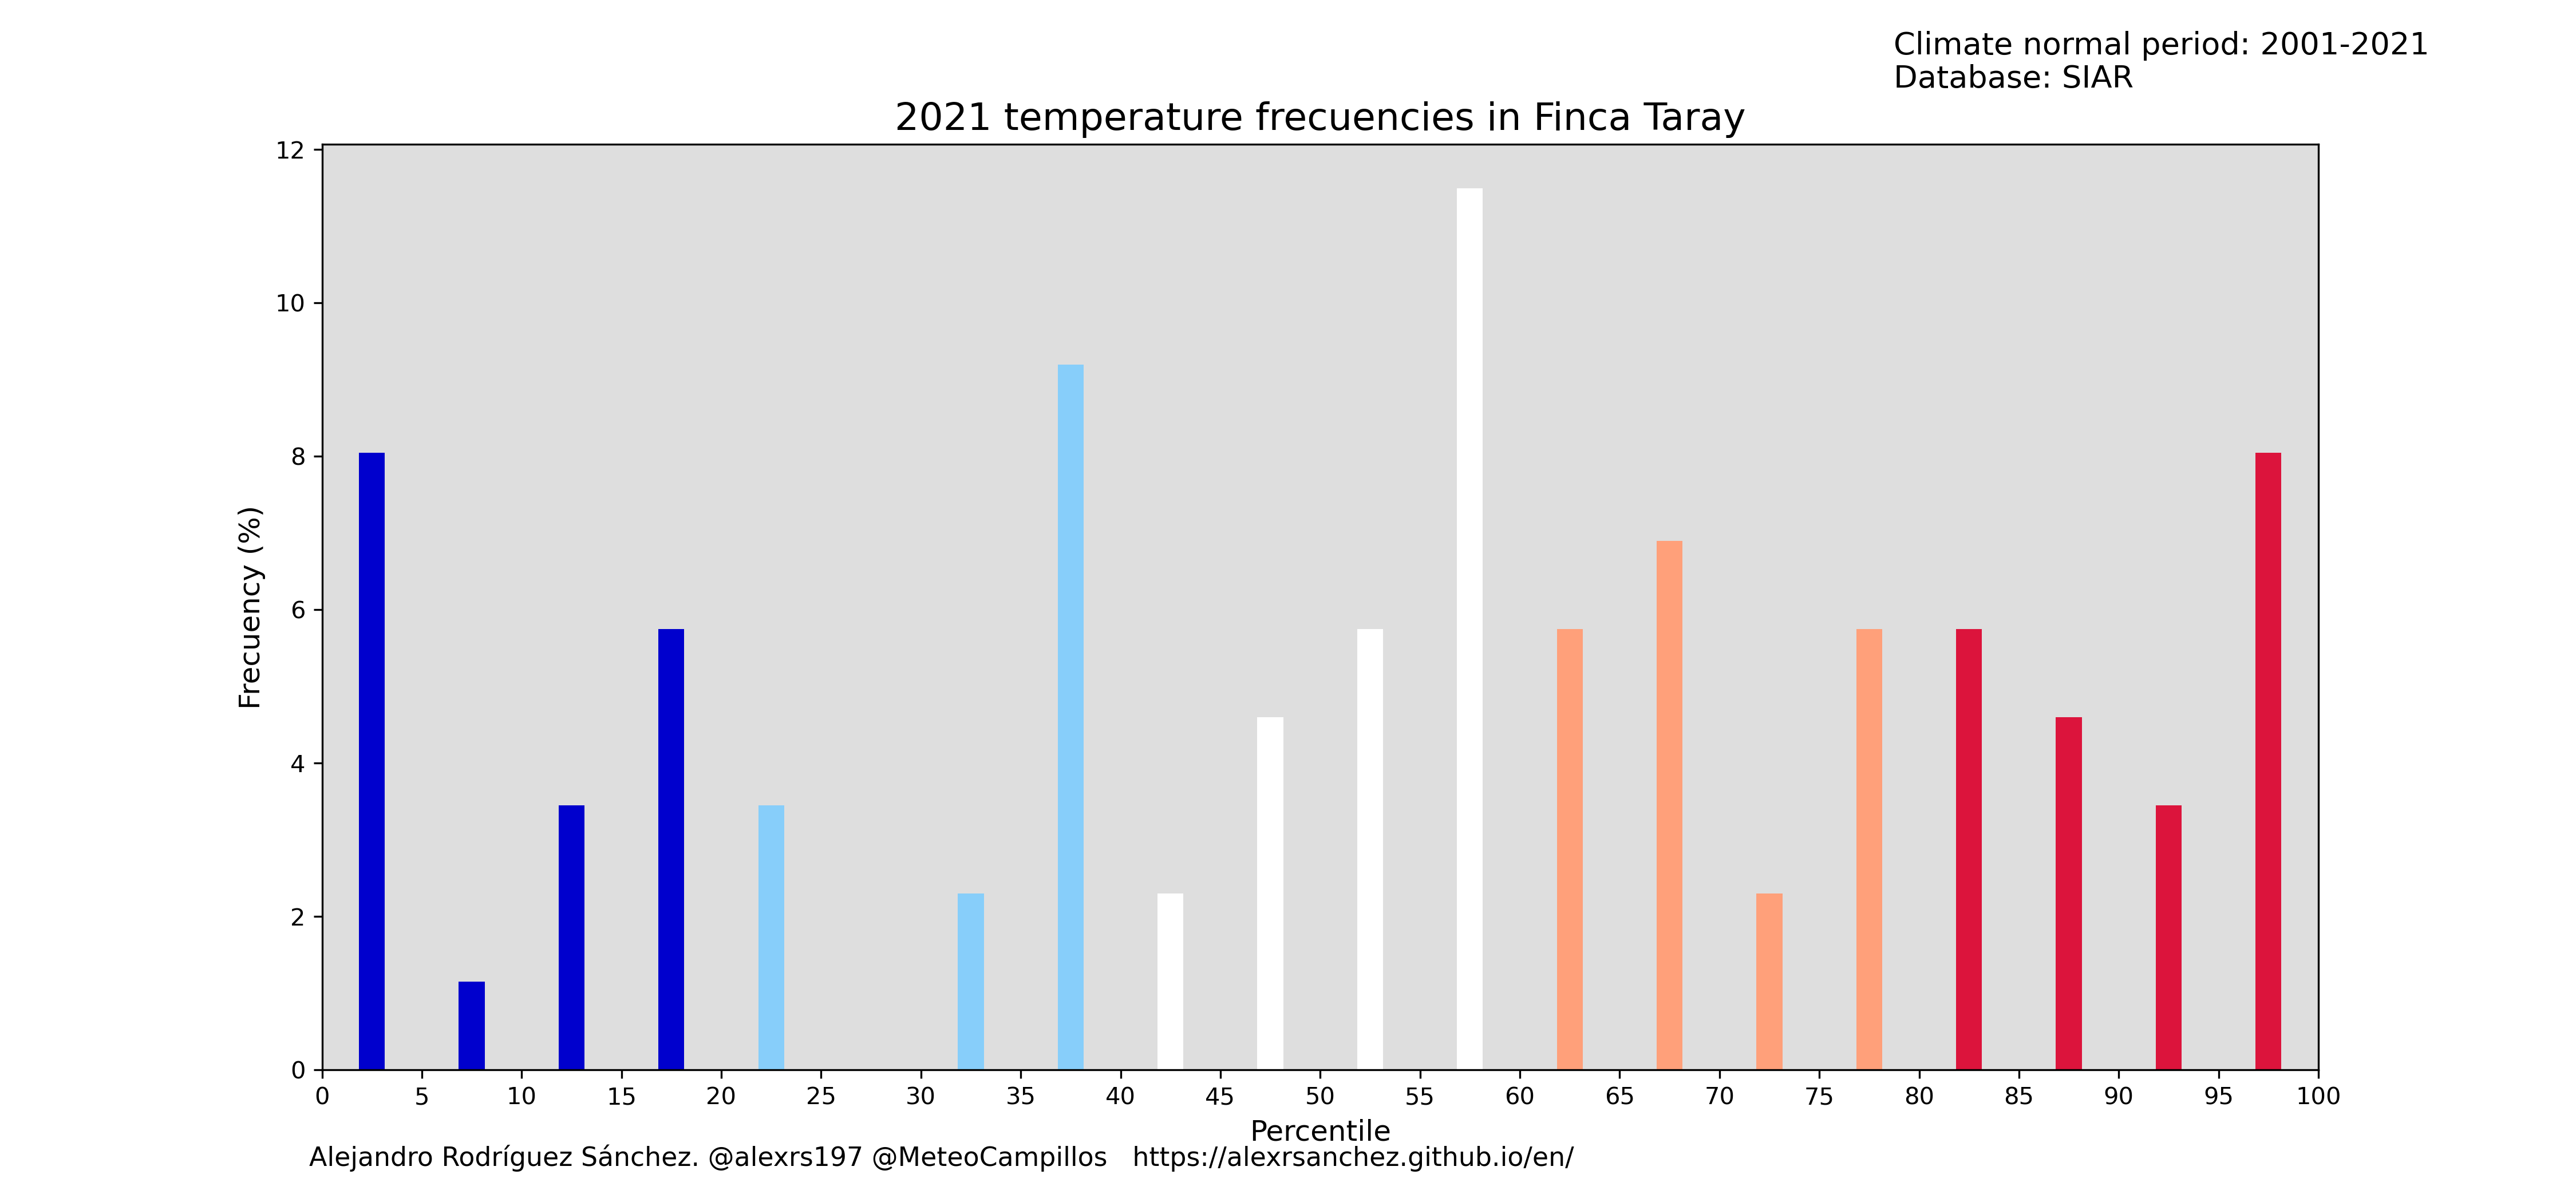 Climate normal period: 2001-2021
Database: SIAR
2021 temperature frecuencies in Finca Taray
12
10
8
6
4
2
0
Frecuency (%)
0 5 10 15 20 25 30 35 40 45 50 55 60 65 70 75 80 85 90 95 100
Percentile
Alejandro Rodríguez Sánchez. @alexrs197 @MeteoCampillos https://alexrsanchez.github.io/en/